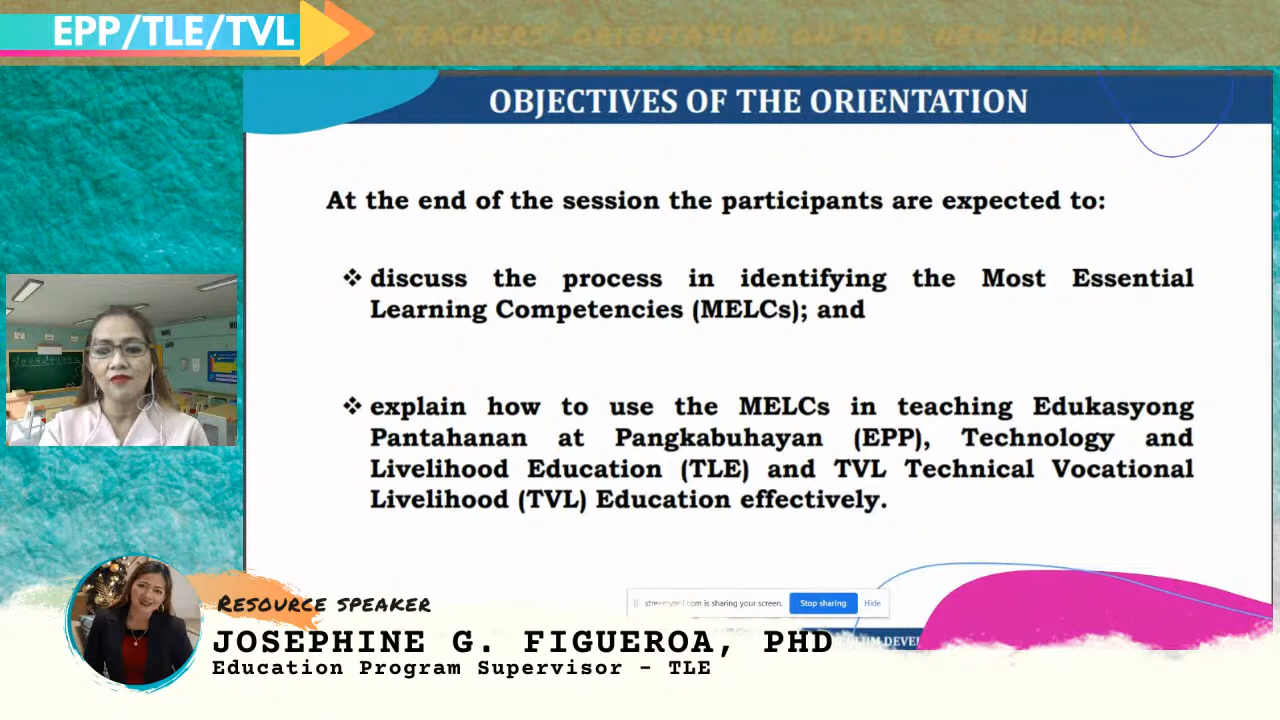 EPP/TLE/TVL
TEACHERS' ORIENTATION ON THE NEW NORMAL
OBJECTIVES OF THE ORIENTATION
At the end of the session the participants are expected to:
❖ discuss the process in identifying the Most Essential
Learning Competencies (MELCs); and
❖ explain how to use the MELCs in teaching Edukasyong
Pantahanan at Pangkabuhayan (EPP), Technology and
Livelihood Education (TLE) and TVL Technical Vocational
Livelihood (TVL) Education effectively.
streamyard.com is sharing your screen. Stop sharing Hide
RESOURCE SPEAKER
JOSEPHINE G. FIGUEROA, PHD
Education Program Supervisor - TLE